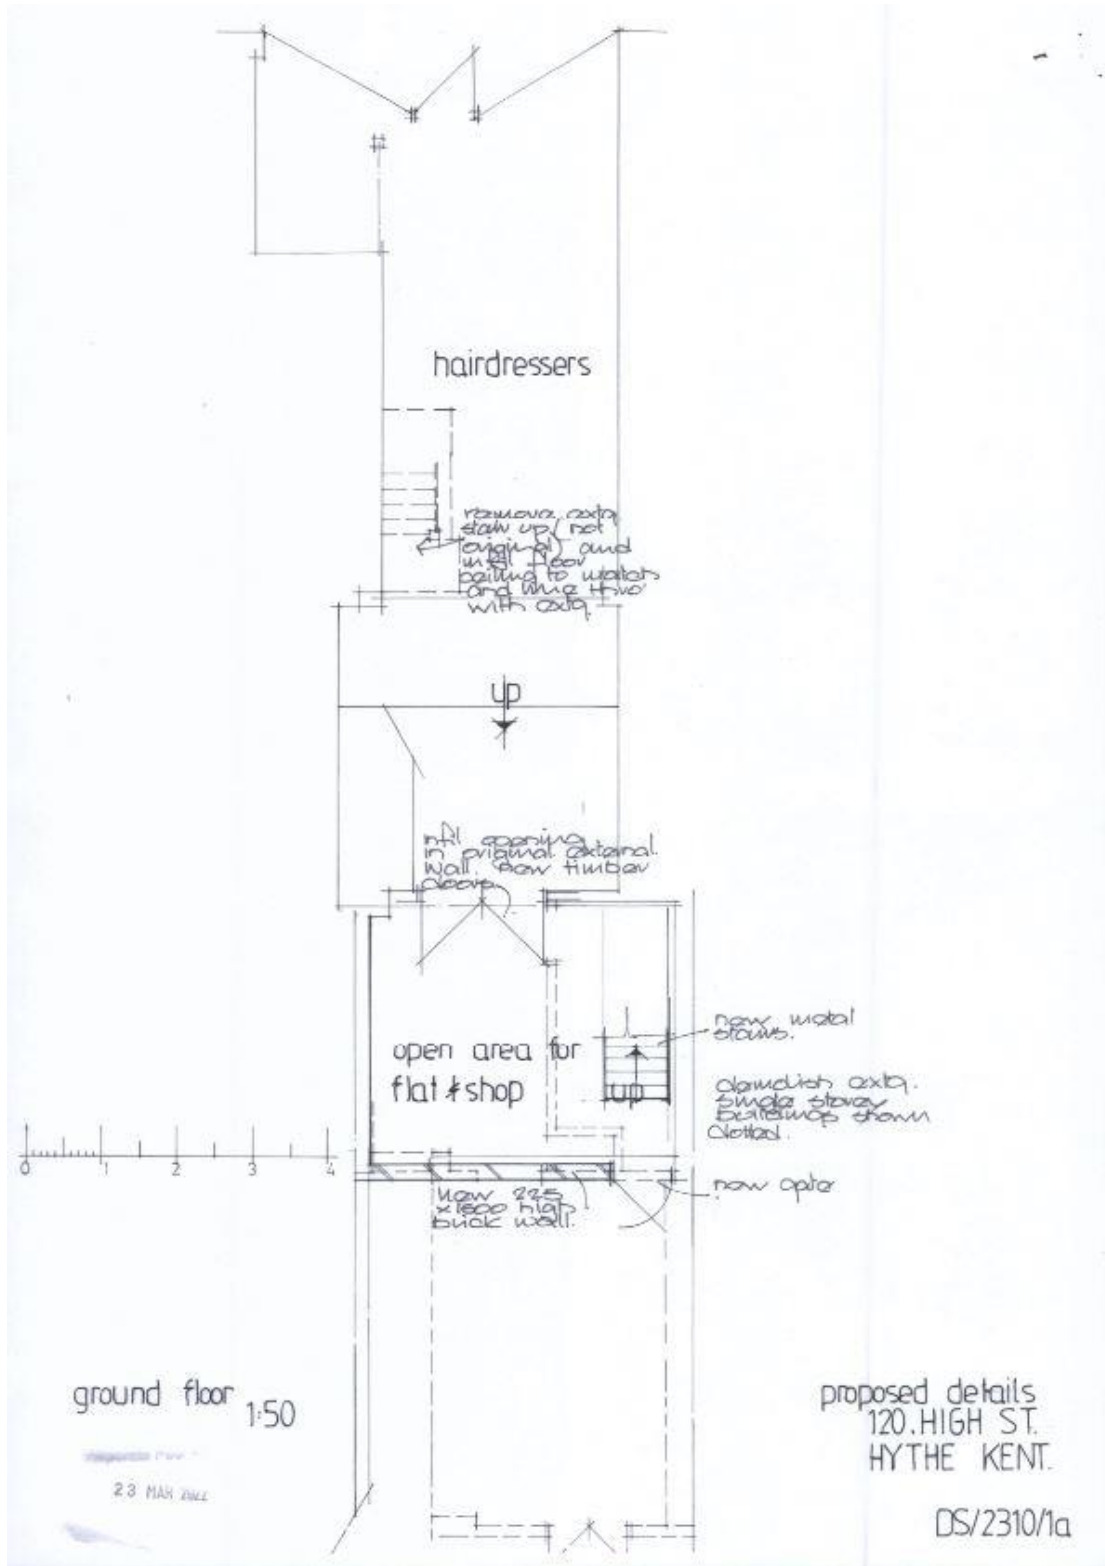 hairdressers
remove extg
stair up (not
original) and
infill floor
ceiling to match
and line thro'
with extg.
up
infil opening
in original external
wall. new timber
doors.
open area for
flat & shop
up
new metal
stairs.
demolish extg.
single storey
buildings shown
dotted.
0 1 2 3 4
new 225
x 1800 high
brick wall.
new gate
ground floor 1:50
23 MAR 2022
proposed details
120.HIGH ST.
HYTHE KENT.
DS/2310/1a